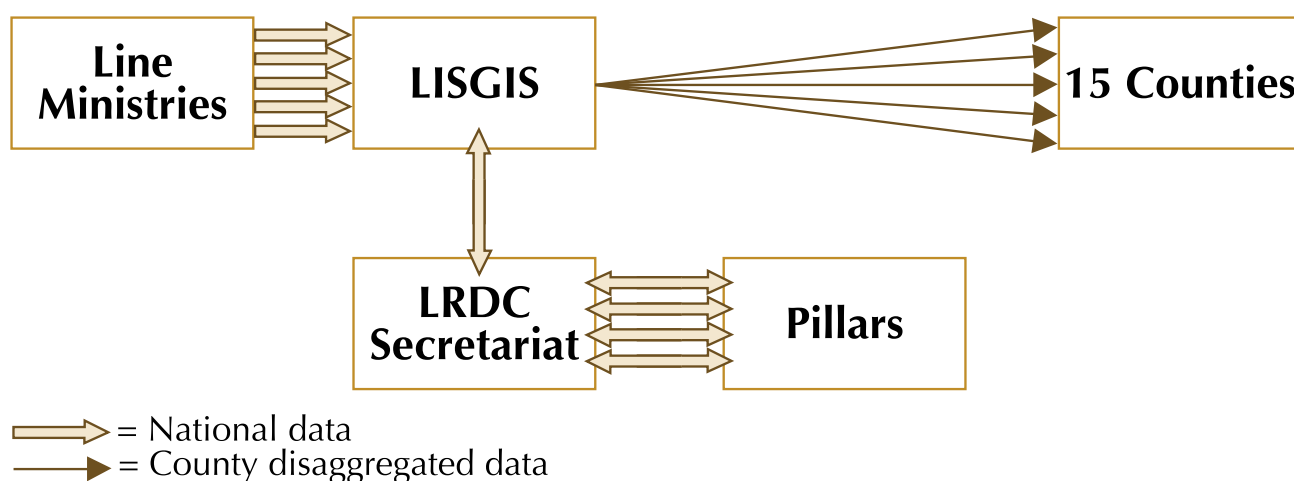 Line
Ministries
LISGIS
15 Counties
LRDC
Secretariat
Pillars
= National data
= County disaggregated data